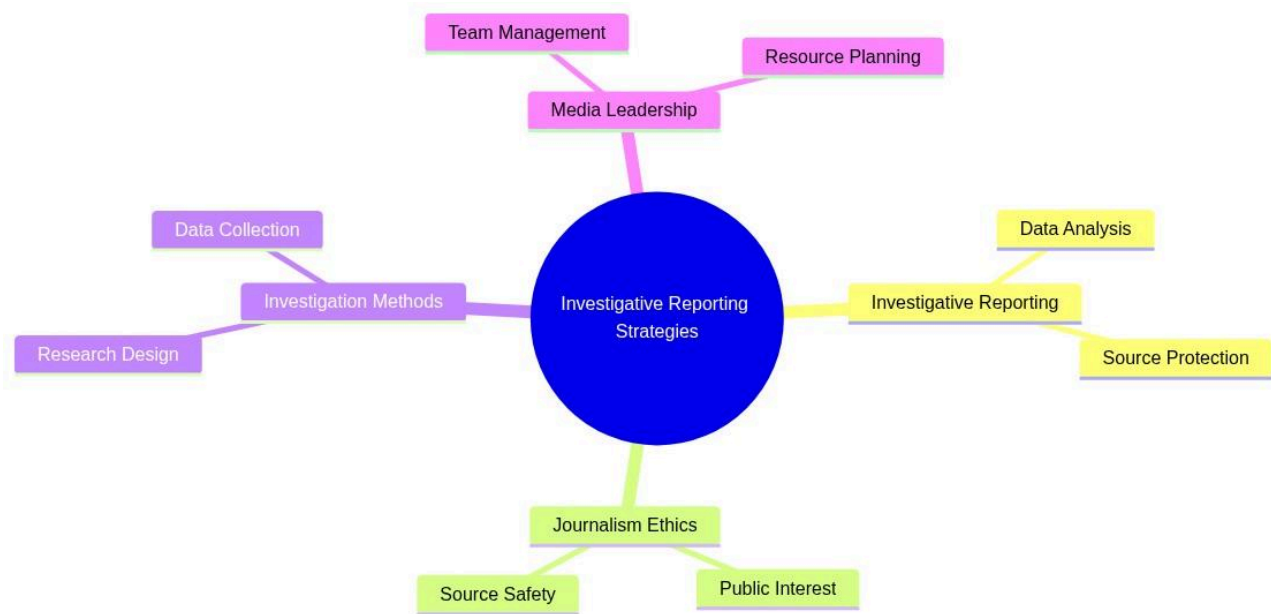 Team Management
Resource Planning
Media Leadership
Data Collection
Data Analysis
Investigation Methods
Investigative Reporting
Strategies
Investigative Reporting
Research Design
Source Protection
Journalism Ethics
Source Safety
Public Interest